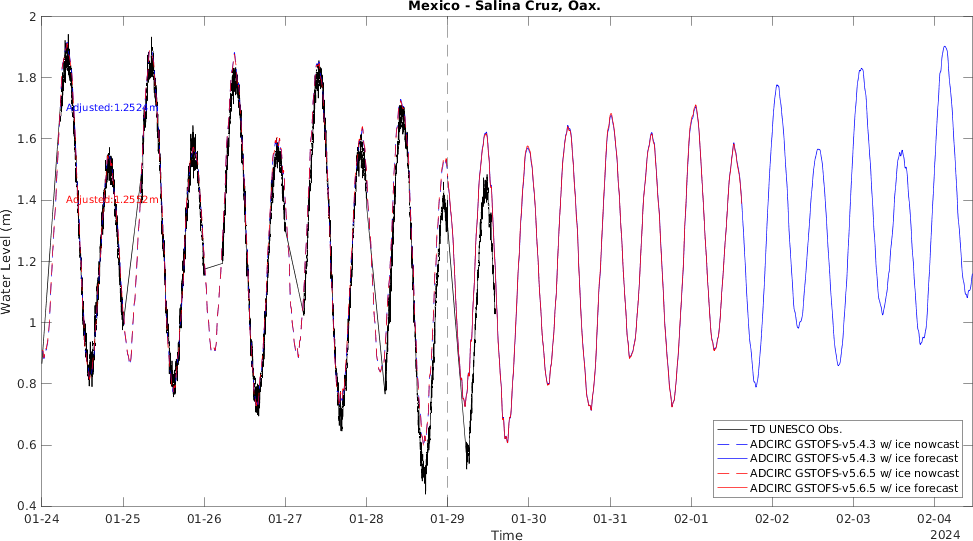 Mexico - Salina Cruz, Oax.
2
1.8
1.6
1.4
1.2
1
0.8
0.6
0.4
Water Level (m)
Adjusted:1.2524m
Adjusted:1.2552m
TD UNESCO Obs.
ADCIRC GSTOFS-v5.4.3 w/ ice nowcast
ADCIRC GSTOFS-v5.4.3 w/ ice forecast
ADCIRC GSTOFS-v5.6.5 w/ ice nowcast
ADCIRC GSTOFS-v5.6.5 w/ ice forecast
01-24 01-25 01-26 01-27 01-28 01-29 01-30 01-31 02-01 02-02 02-03 02-04
Time
2024